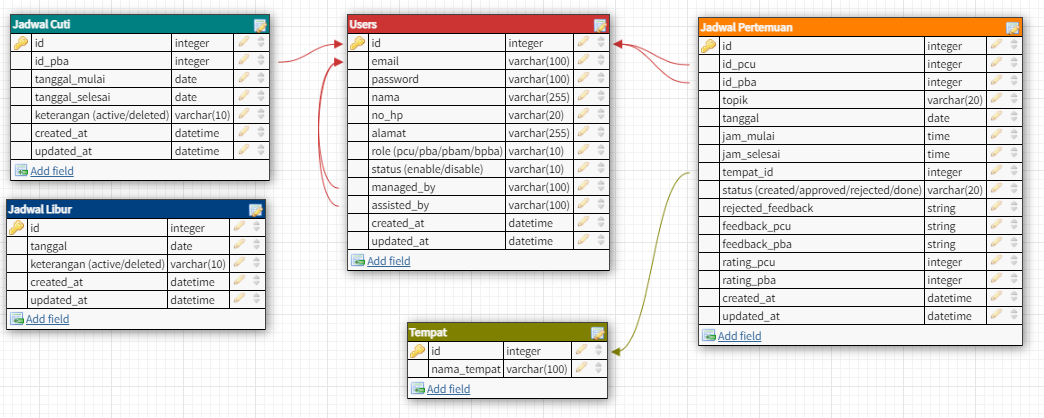 Jadwal Cuti
id integer
id_pba integer
tanggal_mulai date
tanggal_selesai date
keterangan (active/deleted) varchar(10)
created_at datetime
updated_at datetime
Add field
Jadwal Libur
id integer
tanggal date
keterangan (active/deleted) varchar(10)
created_at datetime
updated_at datetime
Add field
Users
id integer
email varchar(100)
password varchar(100)
nama varchar(255)
no_hp varchar(20)
alamat varchar(255)
role (pcu/pba/pbam/bpba) varchar(10)
status (enable/disable) varchar(10)
managed_by varchar(100)
assisted_by varchar(100)
created_at datetime
updated_at datetime
Add field
Tempat
id integer
nama_tempat varchar(100)
Add field
Jadwal Pertemuan
id integer
id_pcu integer
id_pba integer
topik varchar(20)
tanggal date
jam_mulai time
jam_selesai time
tempat_id integer
status (created/approved/rejected/done) varchar(20)
rejected_feedback string
feedback_pcu string
feedback_pba string
rating_pcu integer
rating_pba integer
created_at datetime
updated_at datetime
Add field